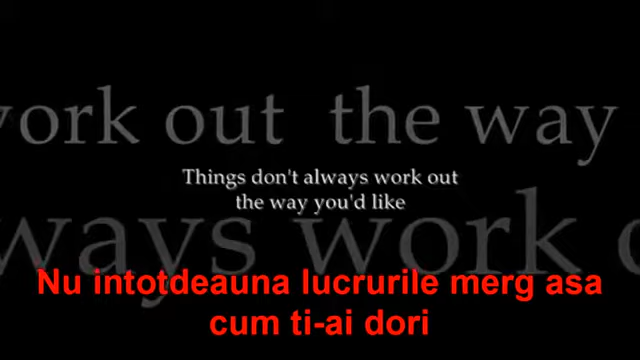 work out the way
Things don't always work out
the way you'd like
ways work o
Nu intotdeauna lucrurile merg asa
cum ti-ai dori